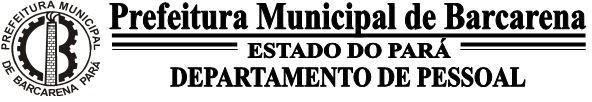 PREFEITURA MUNICIPAL
DE BARCARENA PARÁ
Prefeitura Municipal de Barcarena
ESTADO DO PARÁ
DEPARTAMENTO DE PESSOAL